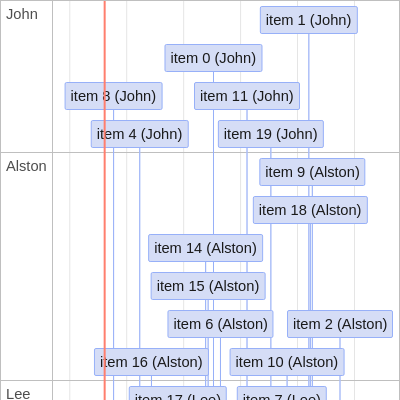 John
item 1 (John)
item 0 (John)
item 8 (John)
item 11 (John)
item 4 (John)
item 19 (John)
Alston
item 9 (Alston)
item 18 (Alston)
item 14 (Alston)
item 15 (Alston)
item 6 (Alston)
item 2 (Alston)
item 16 (Alston)
item 10 (Alston)
Lee
item 17 (Lee)
item 7 (Lee)